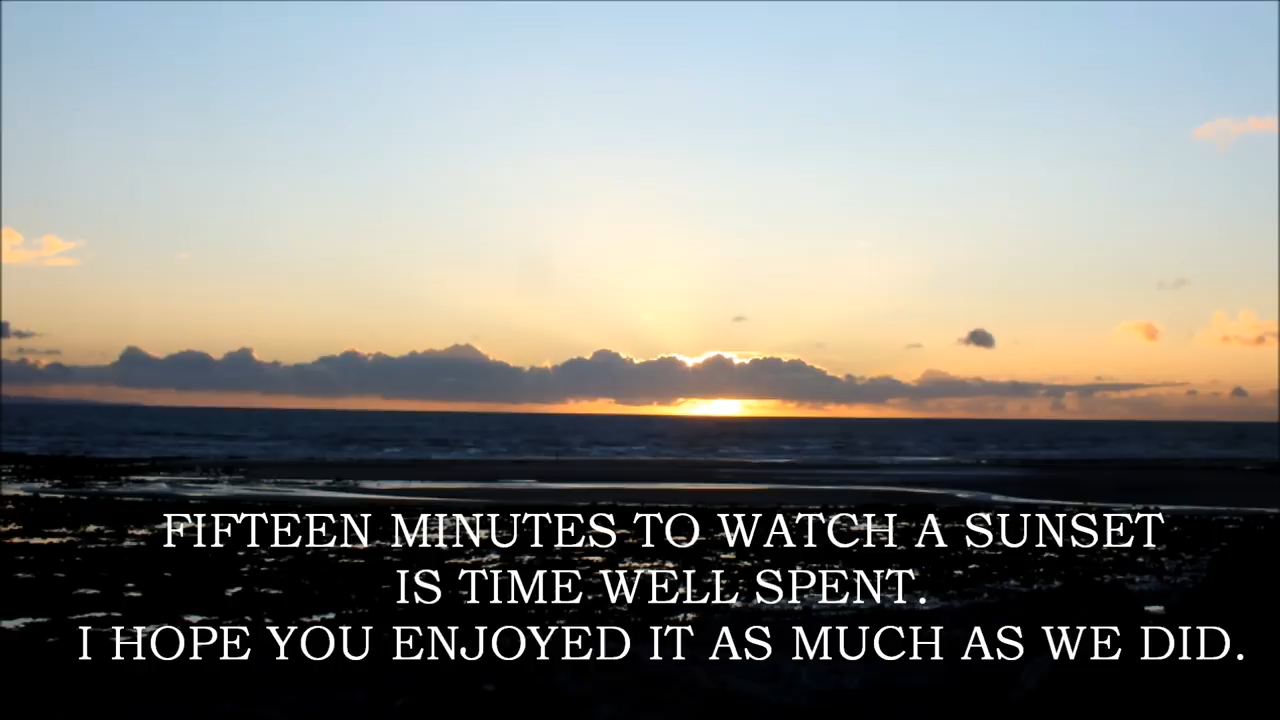 FIFTEEN MINUTES TO WATCH A SUNSET
IS TIME WELL SPENT.
I HOPE YOU ENJOYED IT AS MUCH AS WE DID.